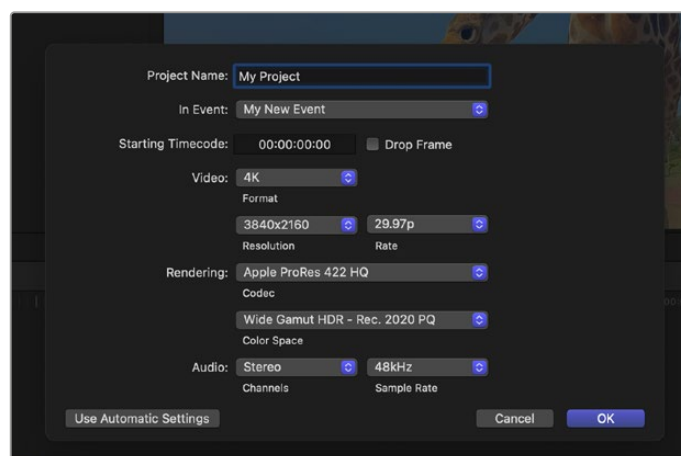 Project Name: My Project
In Event: My New Event
Starting Timecode: 00:00:00:00 Drop Frame
Video: 4K
Format
3840x2160 29.97p
Resolution Rate
Rendering: Apple ProRes 422 HQ
Codec
Wide Gamut HDR - Rec. 2020 PQ
Color Space
Audio: Stereo 48kHz
Channels Sample Rate
Use Automatic Settings Cancel OK